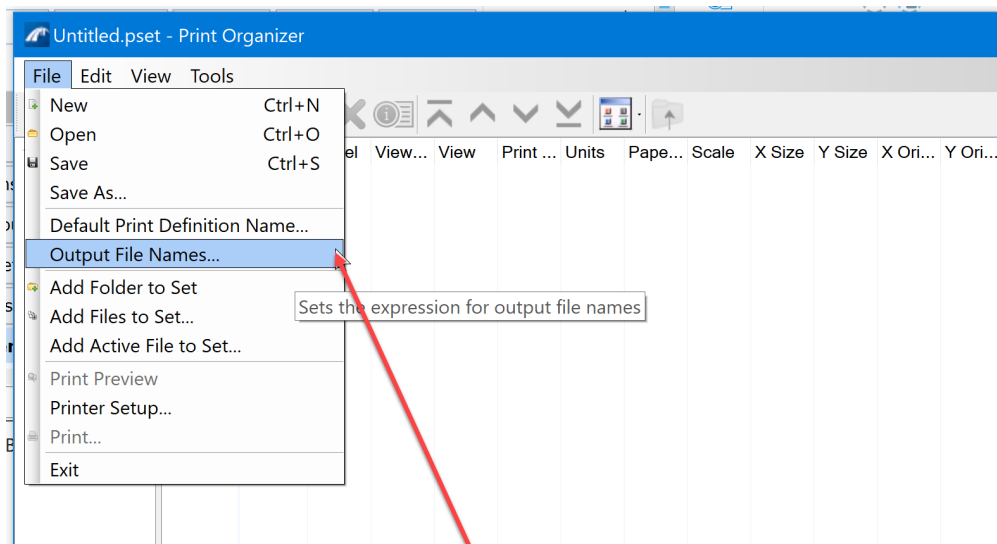 Untitled.pset - Print Organizer
File Edit View Tools
New Ctrl+N
Open Ctrl+O
Save Ctrl+S
Save As...
Default Print Definition Name...
Output File Names...
Add Folder to Set
Add Files to Set...
Add Active File to Set...
Print Preview
Printer Setup...
Print...
Exit
el View... View Print ... Units Pape... Scale X Size Y Size X Ori... Y Ori...
Sets the expression for output file names